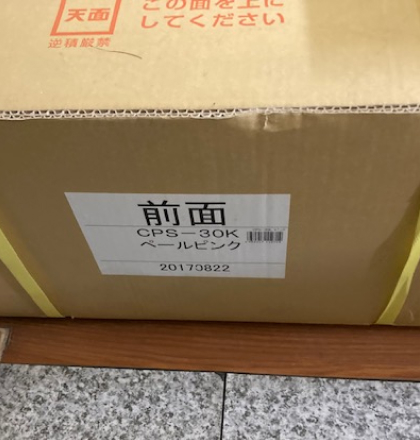 天面
逆積厳禁
この面を上に
してください
前面
CPS-30K
ペールピンク
20170822